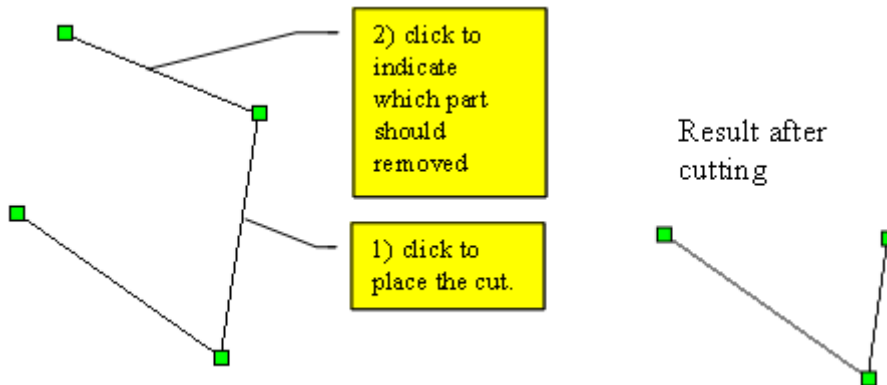 2) click to
indicate
which part
should
removed
1) click to
place the cut.
Result after
cutting